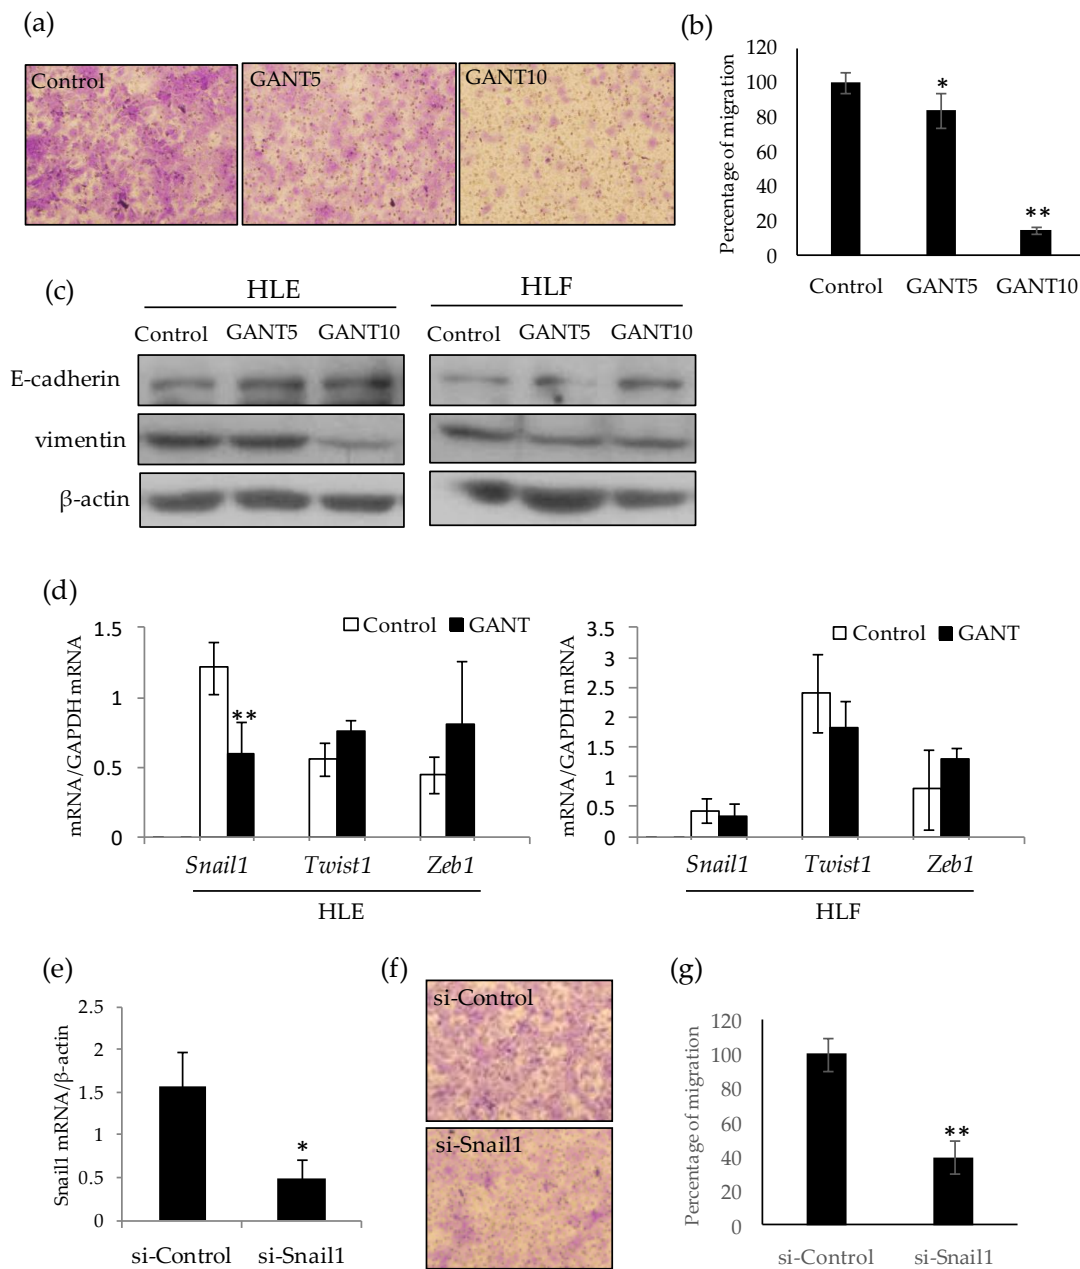 (a)
Control
GANT5
GANT10
(b)
Percentage of migration
120
100
80
60
40
20
0
*
**
Control GANT5 GANT10
(c)
HLE
HLF
Control GANT5 GANT10
Control GANT5 GANT10
E-cadherin
vimentin
β-actin
(d)
mRNA/GAPDH mRNA
1.5
1
0.5
0
Control GANT
**
Snail1 Twist1 Zeb1
HLE
mRNA/GAPDH mRNA
3.5
3
2.5
2
1.5
1
0.5
0
Control GANT
Snail1 Twist1 Zeb1
HLF
(e)
Snail1 mRNA/β-actin
2.5
2
1.5
1
0.5
0
*
si-Control si-Snail1
(f)
si-Control
si-Snail1
(g)
Percentage of migration
120
100
80
60
40
20
0
**
si-Control si-Snail1